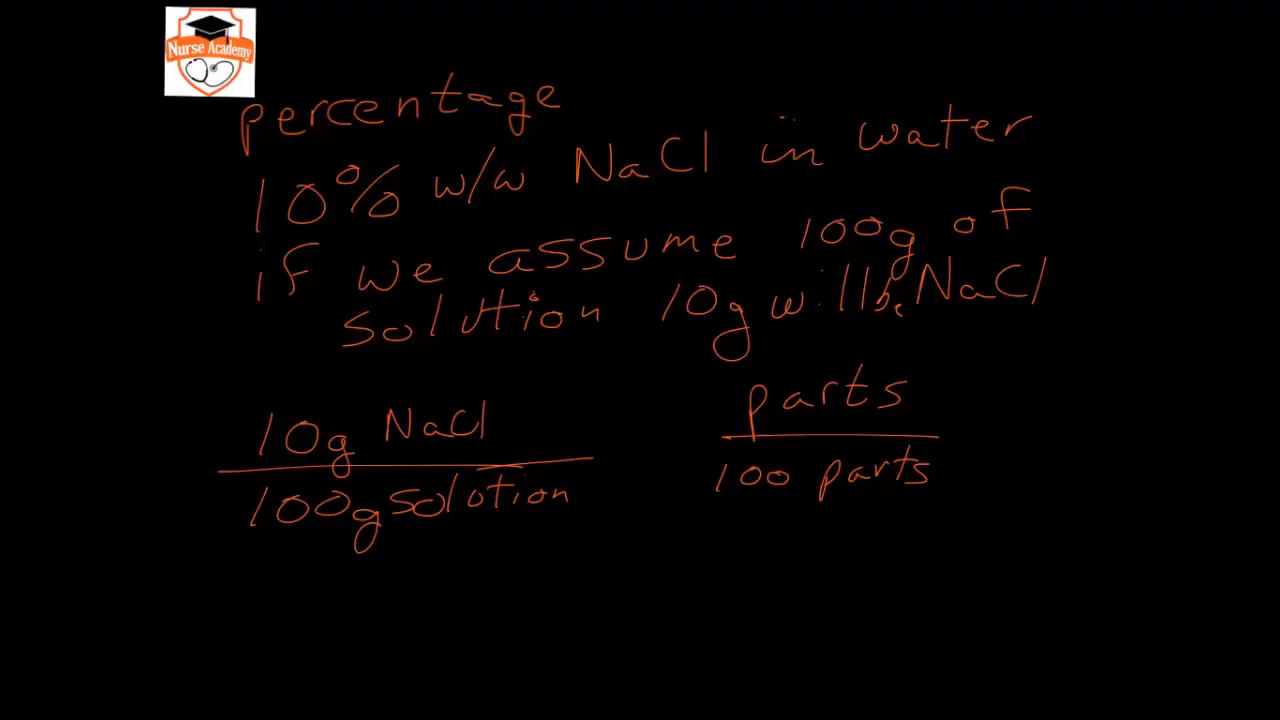 Nurse Academy
percentage
10% w/w NaCl in water
if we assume 100g of
solution 10g will be NaCl
10g NaCl
100g solution
parts
100 parts